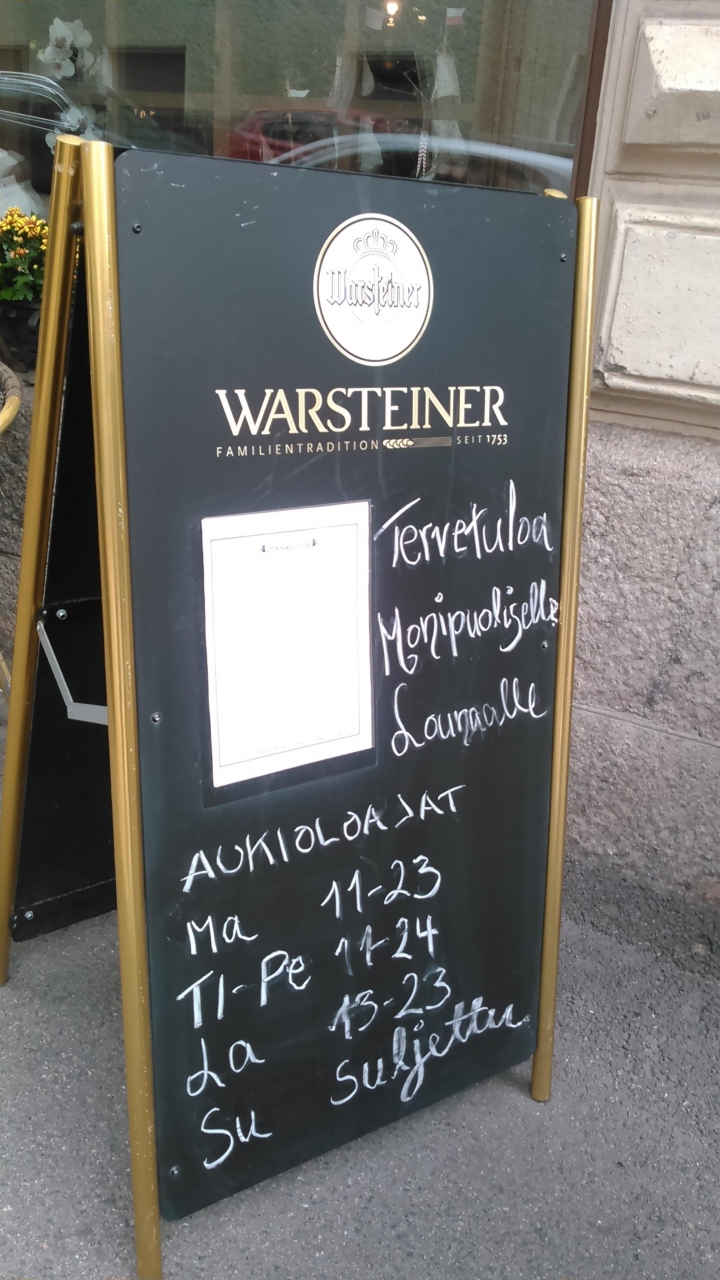 Warsteiner
WARSTEINER
FAMILIENTRADITION SEIT 1753
Tervetuloa
Monipuoliselle
Lounaalle
AUKIOLOAJAT
Ma 11-23
TI-Pe 11-24
La 13-23
Su suljettu